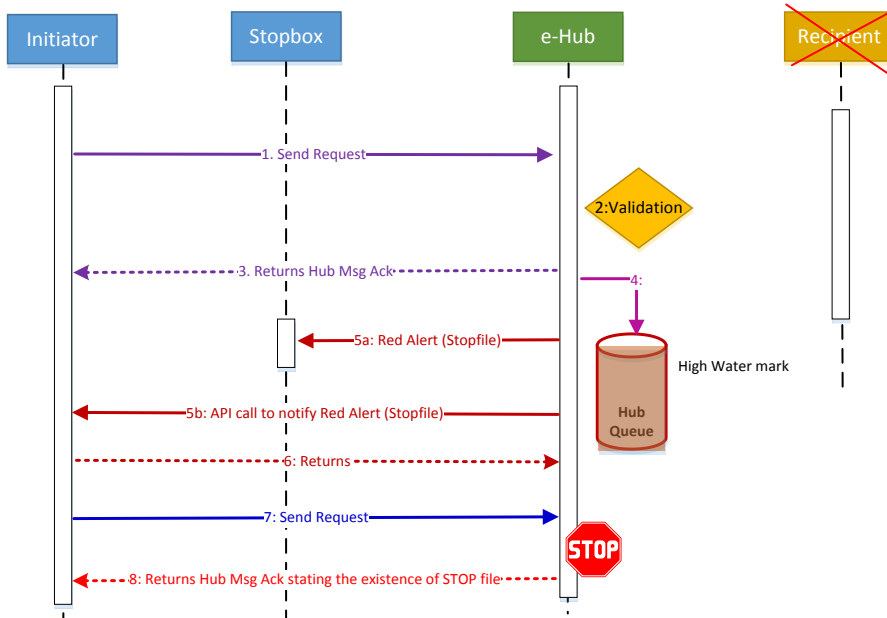 Initiator
Stopbox
e-Hub
Recipient
1. Send Request
2:Validation
3. Returns Hub Msg Ack
4:
5a: Red Alert (Stopfile)
High Water mark
Hub
Queue
5b: API call to notify Red Alert (Stopfile)
6: Returns
7: Send Request
STOP
8: Returns Hub Msg Ack stating the existence of STOP file